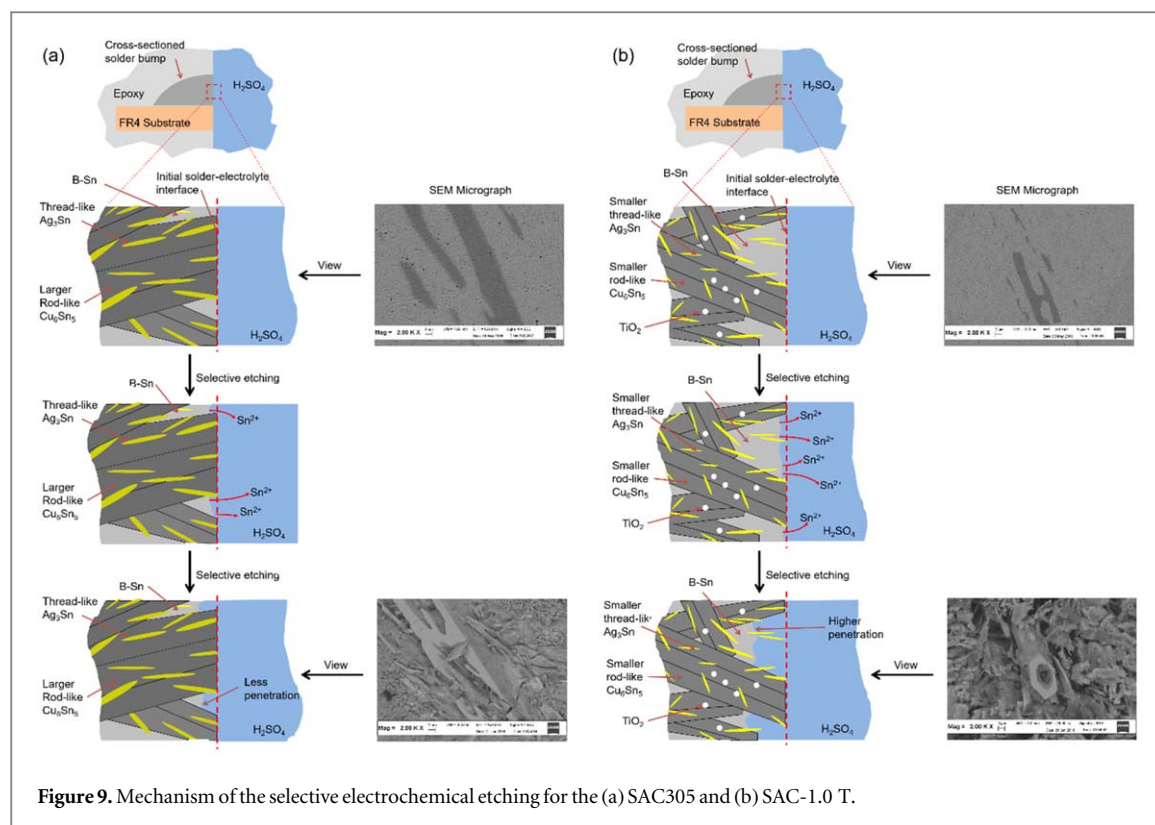 (a)
Cross-sectioned
solder bump
H₂SO₄
Epoxy
FR4 Substrate
B-Sn
Initial solder-electrolyte
interface
Thread-like
Ag₃Sn
SEM Micrograph
View
Larger
Rod-like
Cu₆Sn₅
H₂SO₄
Mag = 2.00 K X
Selective etching
B-Sn
Thread-like
Ag₃Sn
Sn²⁺
Larger
Rod-like
Cu₆Sn₅
Sn²⁺
Sn²⁺
H₂SO₄
Selective etching
B-Sn
Thread-like
Ag₃Sn
View
Larger
Rod-like
Cu₆Sn₅
Less
penetration
H₂SO₄
Mag = 2.00 K X
(b)
Cross-sectioned
solder bump
H₂SO₄
Epoxy
FR4 Substrate
B-Sn
Initial solder-electrolyte
interface
Smaller
thread-like
Ag₃Sn
SEM Micrograph
View
Smaller
rod-like
Cu₆Sn₅
TiO₂
H₂SO₄
Mag = 2.00 K X
Selective etching
B-Sn
Smaller
thread-like
Ag₃Sn
Sn²⁺
Sn²⁺
Sn²⁺
Sn²⁺
Smaller
rod-like
Cu₆Sn₅
TiO₂
Sn²⁺
H₂SO₄
Selective etching
B-Sn
Smaller
thread-lik
Ag₃Sn
Higher
penetration
View
Smaller
rod-like
Cu₆Sn₅
TiO₂
H₂SO₄
Mag = 2.00 K X
Figure 9. Mechanism of the selective electrochemical etching for the (a) SAC305 and (b) SAC-1.0 T.